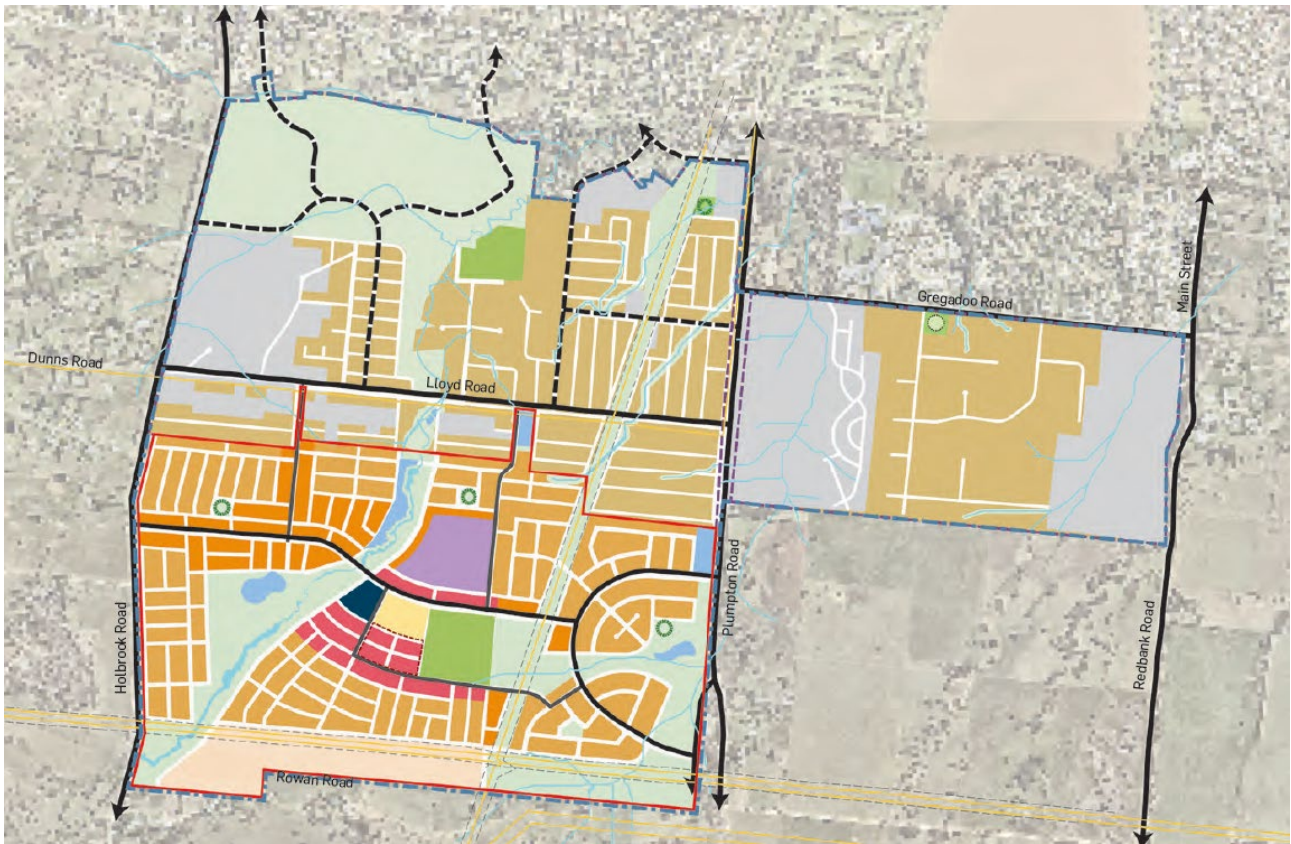 Main Street
Gregadoo Road
Dunns Road
Lloyd Road
Holbrook Road
Plumpton Road
Redbank Road
Rowan Road